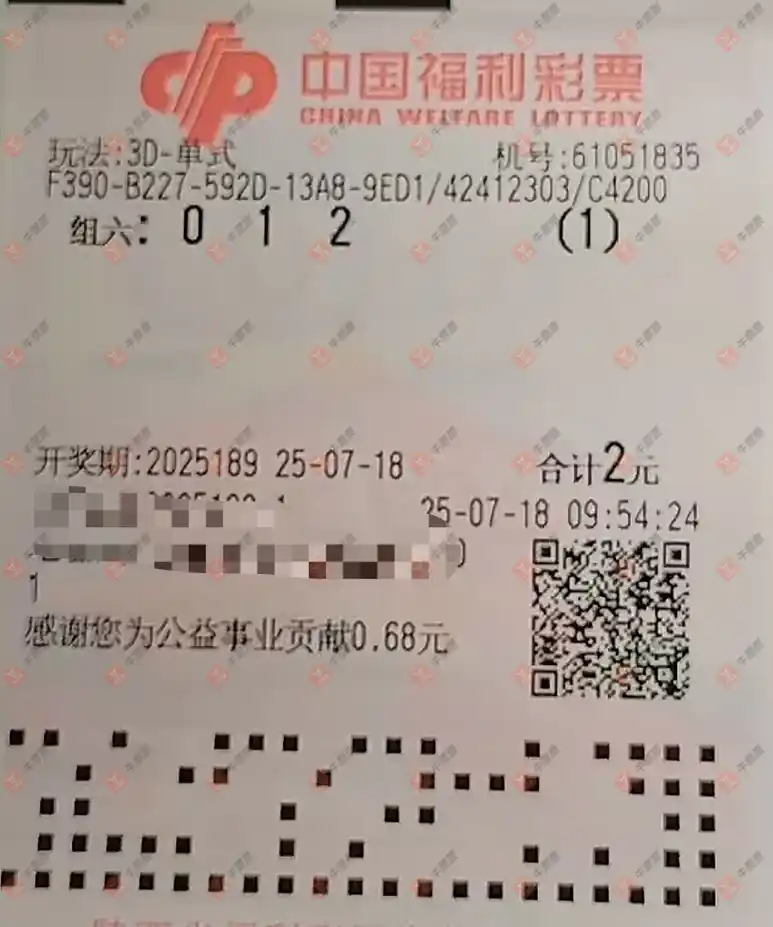 中国福利彩票
CHINA WELFARE LOTTERY
玩法:3D-单式 机号:61051835
F390-B227-592D-13A8-9ED1/42412303/C4200
组六: 0 1 2 (1)
开奖期:2025189 25-07-18 合计2元
25-07-18 09:54:24
1
感谢您为公益事业贡献0.68元